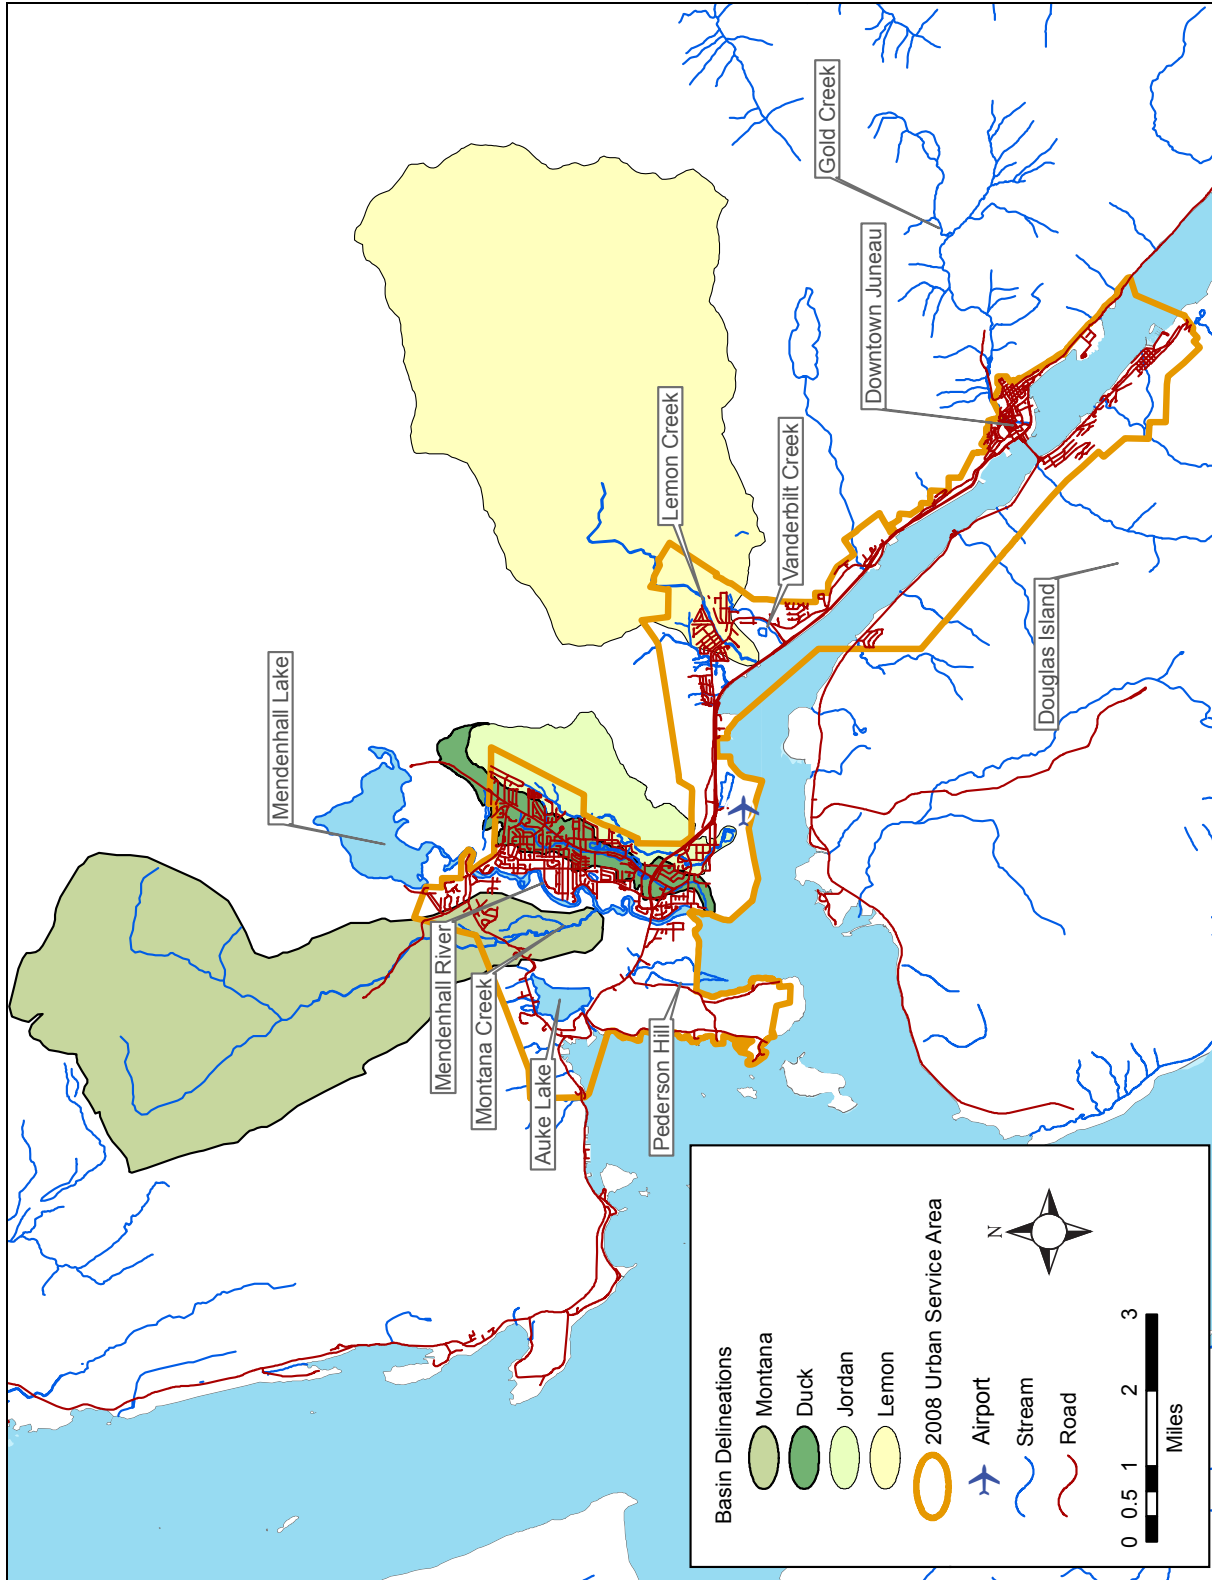 Mendenhall Lake
Mendenhall River
Montana Creek
Auke Lake
Pederson Hill
Lemon Creek
Vanderbilt Creek
Downtown Juneau
Gold Creek
Douglas Island
Basin Delineations
Montana
Duck
Jordan
Lemon
2008 Urban Service Area
Airport
Stream
Road
N
0 0.5 1 2 3
Miles